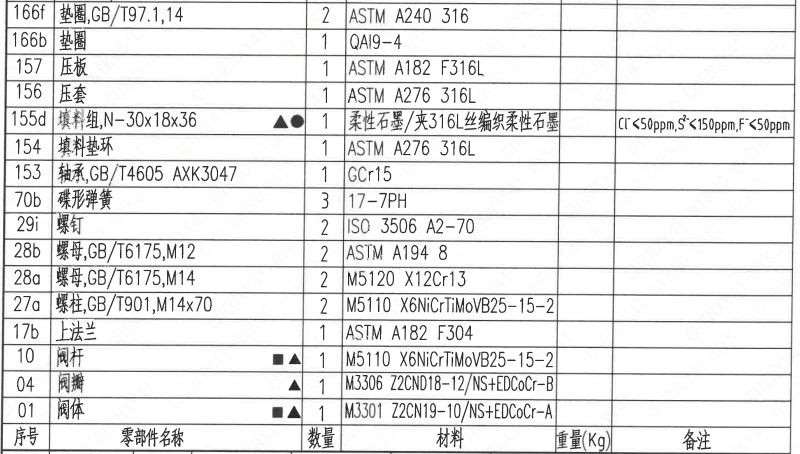 166f 垫圈,GB/T97.1,14 2 ASTM A240 316
166b 垫圈 1 QAl9-4
157 压板 1 ASTM A182 F316L
156 压套 1 ASTM A276 316L
155d 填料组,N-30x18x36 ▲● 1 柔性石墨/夹316L丝编织柔性石墨 Cl⁻≤50ppm,S²⁻≤150ppm,F⁻≤50ppm
154 填料垫环 1 ASTM A276 316L
153 轴承,GB/T4605 AXK3047 1 GCr15
70b 碟形弹簧 3 17-7PH
29i 螺钉 2 ISO 3506 A2-70
28b 螺母,GB/T6175,M12 2 ASTM A194 8
28a 螺母,GB/T6175,M14 2 M5120 X12Cr13
27a 螺柱,GB/T901,M14x70 2 M5110 X6NiCrTiMoVB25-15-2
17b 上法兰 1 ASTM A182 F304
10 阀杆 ■▲ 1 M5110 X6NiCrTiMoVB25-15-2
04 阀瓣 ▲ 1 M3306 Z2CND18-12/NS+EDCoCr-B
01 阀体 ■▲ 1 M3301 Z2CN19-10/NS+EDCoCr-A
序号 零部件名称 数量 材料 重量(Kg) 备注